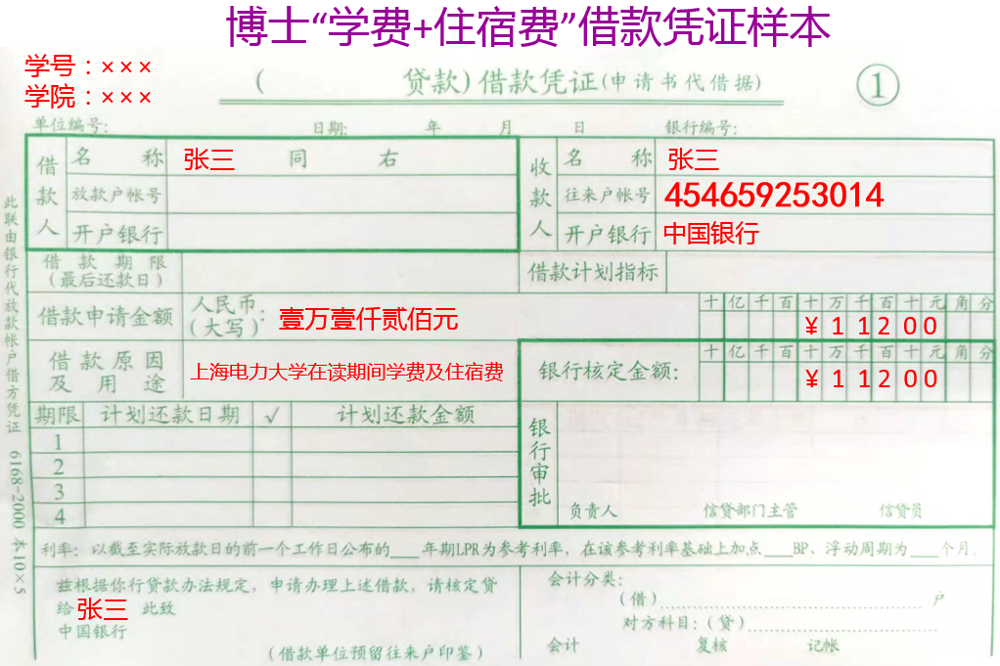 博士“学费+住宿费”借款凭证样本
学号：×××
学院：×××
( 贷款)借款凭证(申请书代借据)
①
单位编号: 日期: 年 月 日 银行编号:
借款人
名 称 张三 同 右
放款户帐号
开户银行
收款人
名 称 张三
往来户帐号 454659253014
开户银行 中国银行
借款期限
(最后还款日)
借款计划指标
借款申请金额
人民币:
(大写)
壹万壹仟贰佰元
十 亿 千 百 十 万 千 百 十 元 角 分
¥ 1 1 2 0 0
借款原因
及用途
上海电力大学在读期间学费及住宿费
银行核定金额:
十 亿 千 百 十 万 千 百 十 元 角 分
¥ 1 1 2 0 0
期限 计划还款日期 √ 计划还款金额
1
2
3
4
银行审批
负责人 信贷部门主管 信贷员
利率: 以截至实际放款日的前一个工作日公布的___年期LPR为参考利率，在该参考利率基础上加点___BP，浮动周期为___个月.
兹根据你行贷款办法规定，申请办理上述借款，请核定贷
给 张三 此致
中国银行
(借款单位预留往来户印鉴)
会计分类:
(借) 户
对方科目:(贷)
会计 复核 记帐
此联由银行代放款帐户借方凭证
6168-2000 本10×5